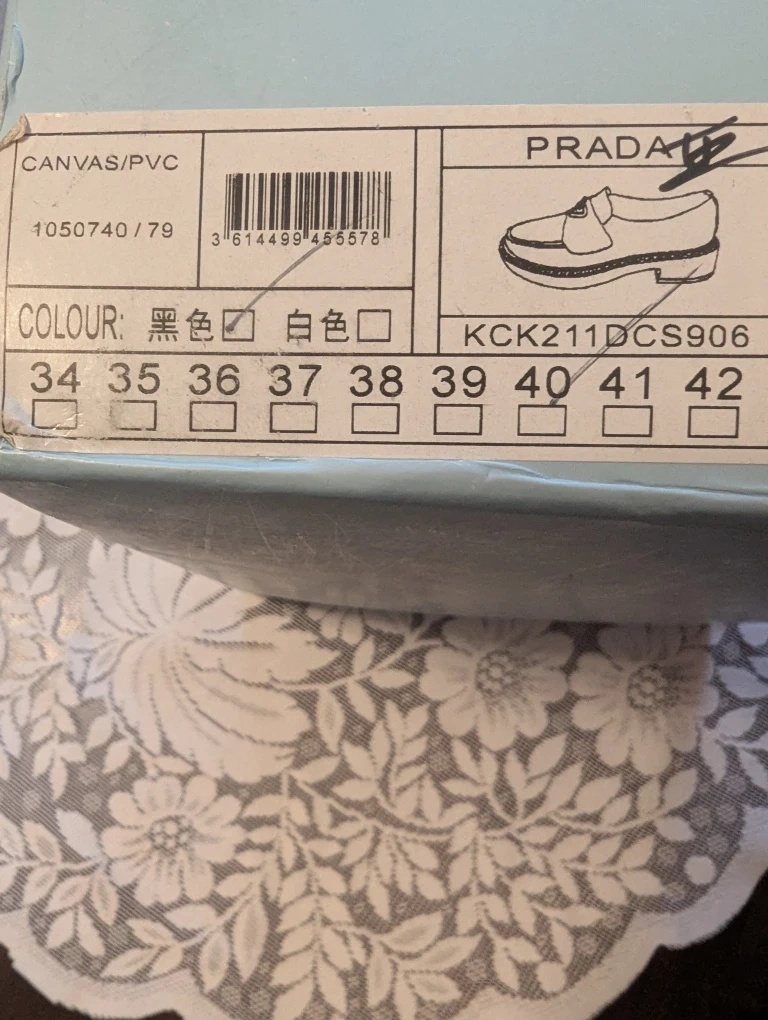 CANVAS/PVC
1050740 / 79
3 614499 455578
PRADA
COLOUR: 黑色 白色
KCK211DCS906
34 35 36 37 38 39 40 41 42